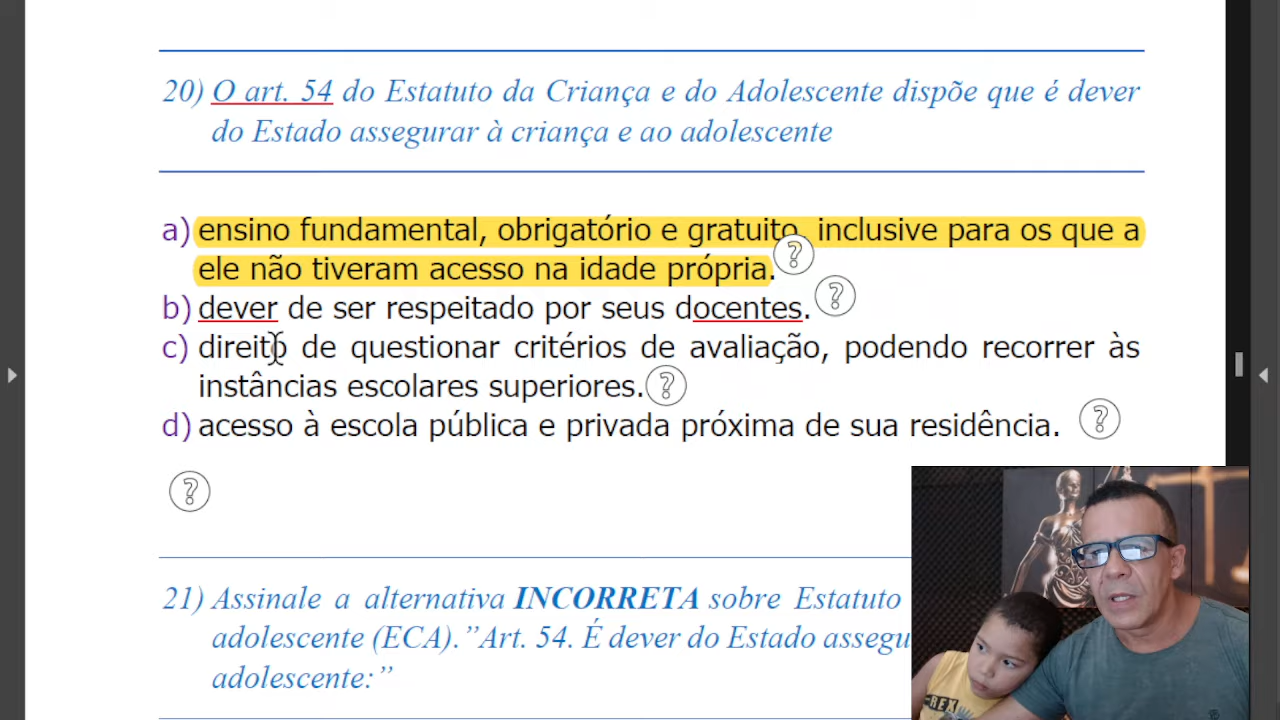 20) O art. 54 do Estatuto da Criança e do Adolescente dispõe que é dever
do Estado assegurar à criança e ao adolescente
a) ensino fundamental, obrigatório e gratuito, inclusive para os que a
ele não tiveram acesso na idade própria.
b) dever de ser respeitado por seus docentes.
c) direito de questionar critérios de avaliação, podendo recorrer às
instâncias escolares superiores.
d) acesso à escola pública e privada próxima de sua residência.
21) Assinale a alternativa INCORRETA sobre Estatuto
adolescente (ECA).”Art. 54. É dever do Estado assegu
adolescente:”
REX